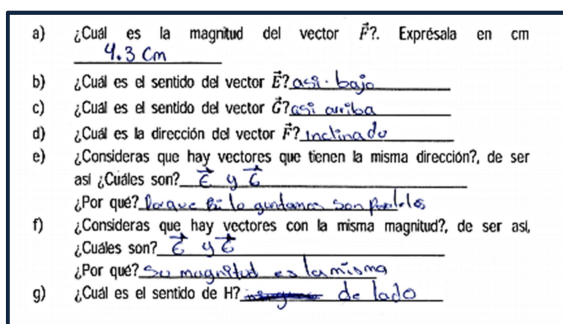 a) ¿Cuál es la magnitud del vector F⃗?. Exprésala en cm
4.3 cm
b) ¿Cuál es el sentido del vector E⃗? asi. bajo
c) ¿Cuál es el sentido del vector G⃗? asi arriba
d) ¿Cuál es la dirección del vector F⃗? Inclinado
e) ¿Consideras que hay vectores que tienen la misma dirección?, de ser
así ¿Cuáles son? C⃗ y G⃗
¿Por qué? Porque si lo son
f) ¿Consideras que hay vectores con la misma magnitud?, de ser así,
¿Cuáles son? C⃗ y G⃗
¿Por qué? Su magnitud es la misma
g) ¿Cuál es el sentido de H? de lado